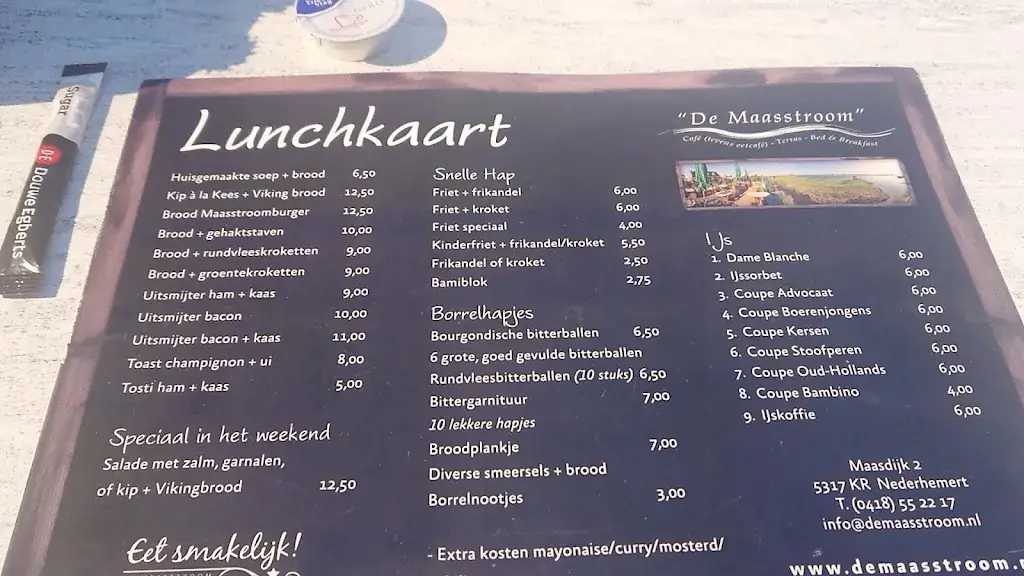 Sugar
DE Douwe Egberts
Lunchkaart
Huisgemaakte soep + brood 6,50
Kip à la Kees + Viking brood 12,50
Brood Maasstroomburger 12,50
Brood + gehaktstaven 10,00
Brood + rundvleeskroketten 9,00
Brood + groentekroketten 9,00
Uitsmijter ham + kaas 9,00
Uitsmijter bacon 10,00
Uitsmijter bacon + kaas 11,00
Toast champignon + ui 8,00
Tosti ham + kaas 5,00
Speciaal in het weekend
Salade met zalm, garnalen,
of kip + Vikingbrood 12,50
Eet smakelijk!
MAASSTROOM
Snelle Hap
Friet + frikandel 6,00
Friet + kroket 6,00
Friet speciaal 4,00
Kinderfriet + frikandel/kroket 5,50
Frikandel of kroket 2,50
Bamiblok 2,75
Borrelhapjes
Bourgondische bitterballen 6,50
6 grote, goed gevulde bitterballen
Rundvleesbitterballen (10 stuks) 6,50
Bittergarnituur 7,00
10 lekkere hapjes
Broodplankje 7,00
Diverse smeersels + brood
Borrelnootjes 3,00
- Extra kosten mayonaise/curry/mosterd/
"De Maasstroom"
Café (tevens eetcafé) - Terras - Bed & Breakfast
IJs
1. Dame Blanche 6,00
2. IJssorbet 6,00
3. Coupe Advocaat 6,00
4. Coupe Boerenjongens 6,00
5. Coupe Kersen 6,00
6. Coupe Stoofperen 6,00
7. Coupe Oud-Hollands 6,00
8. Coupe Bambino 4,00
9. IJskoffie 6,00
Maasdijk 2
5317 KR Nederhemert
T. (0418) 55 22 17
info@demaasstroom.nl
www.demaasstroom.n